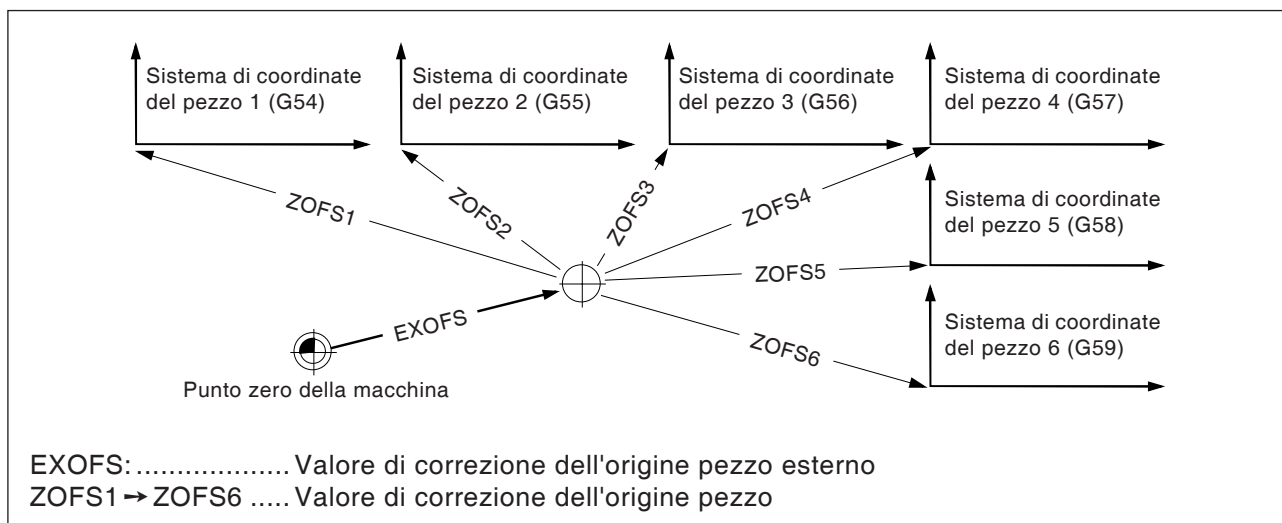 Sistema di coordinate
del pezzo 1 (G54)
Sistema di coordinate
del pezzo 2 (G55)
Sistema di coordinate
del pezzo 3 (G56)
Sistema di coordinate
del pezzo 4 (G57)
ZOFS1
ZOFS2
ZOFS3
ZOFS4
Sistema di coordinate
del pezzo 5 (G58)
ZOFS5
EXOFS
ZOFS6
Sistema di coordinate
del pezzo 6 (G59)
Punto zero della macchina
EXOFS: ................... Valore di correzione dell'origine pezzo esterno
ZOFS1 → ZOFS6 ..... Valore di correzione dell'origine pezzo